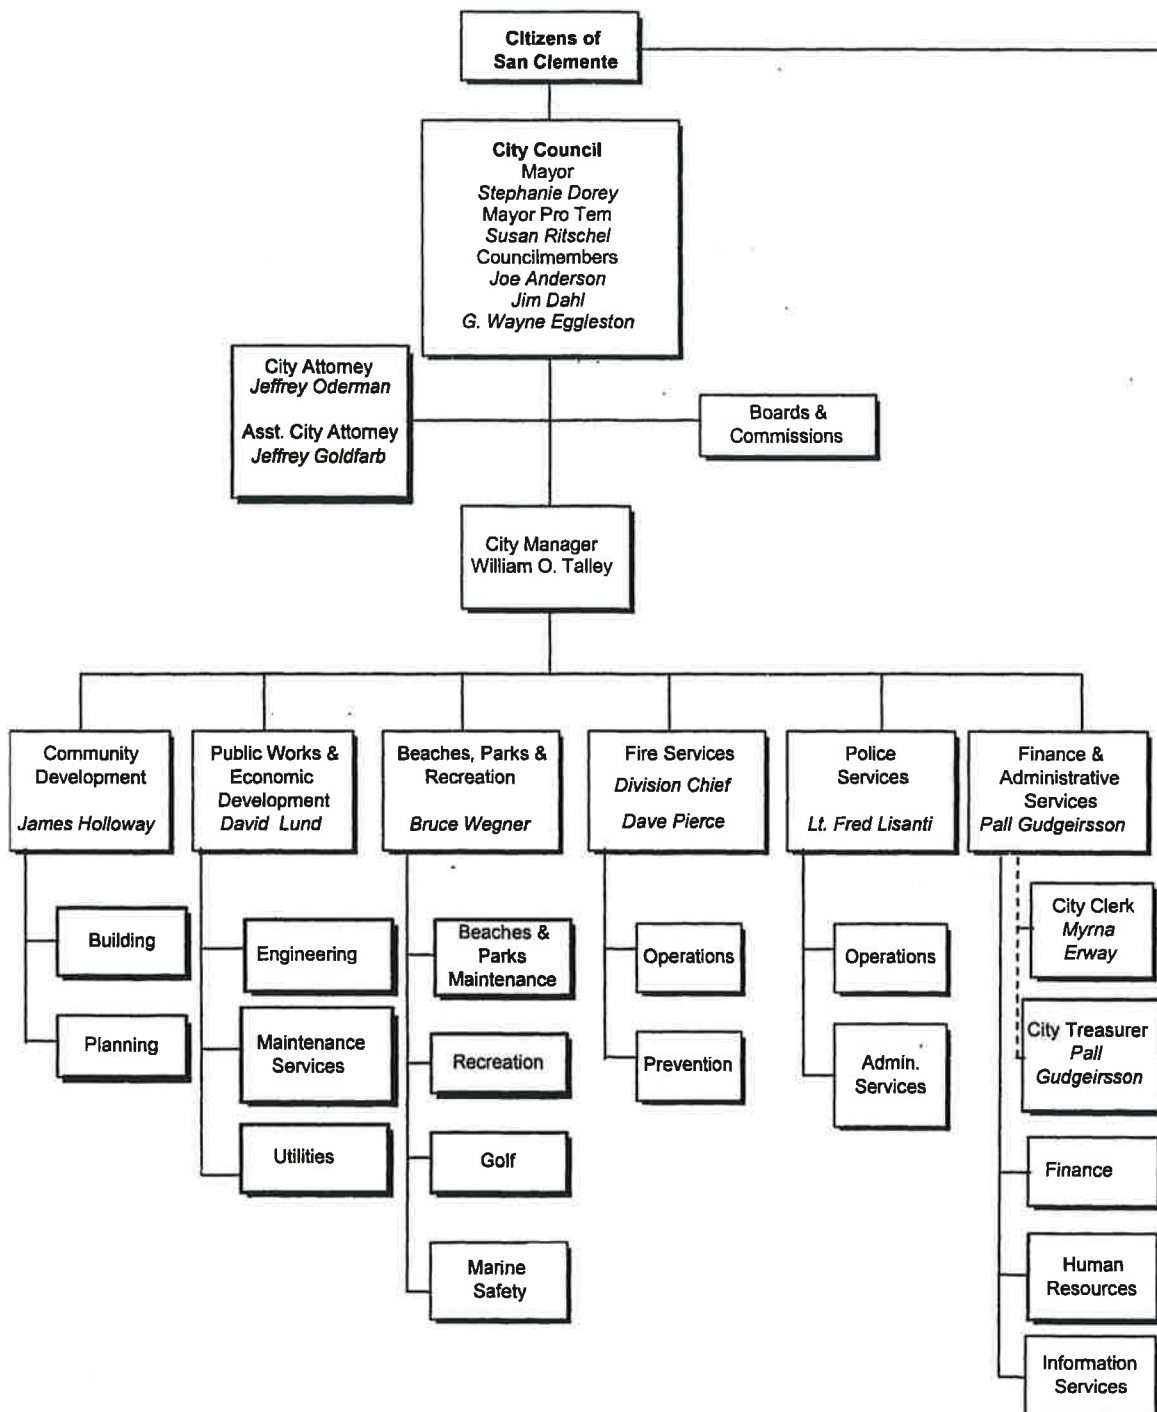 Citizens of
San Clemente
City Council
Mayor
Stephanie Dorey
Mayor Pro Tem
Susan Ritschel
Councilmembers
Joe Anderson
Jim Dahl
G. Wayne Eggleston
City Attorney
Jeffrey Oderman
Asst. City Attorney
Jeffrey Goldfarb
Boards &
Commissions
City Manager
William O. Talley
Community
Development
James Holloway
Building
Planning
Public Works &
Economic
Development
David Lund
Engineering
Maintenance
Services
Utilities
Beaches, Parks &
Recreation
Bruce Wegner
Beaches &
Parks
Maintenance
Recreation
Golf
Marine
Safety
Fire Services
Division Chief
Dave Pierce
Operations
Prevention
Police
Services
Lt. Fred Lisanti
Operations
Admin.
Services
Finance &
Administrative
Services
Pall Gudgeirsson
City Clerk
Myrna
Erway
City Treasurer
Pall
Gudgeirsson
Finance
Human
Resources
Information
Services